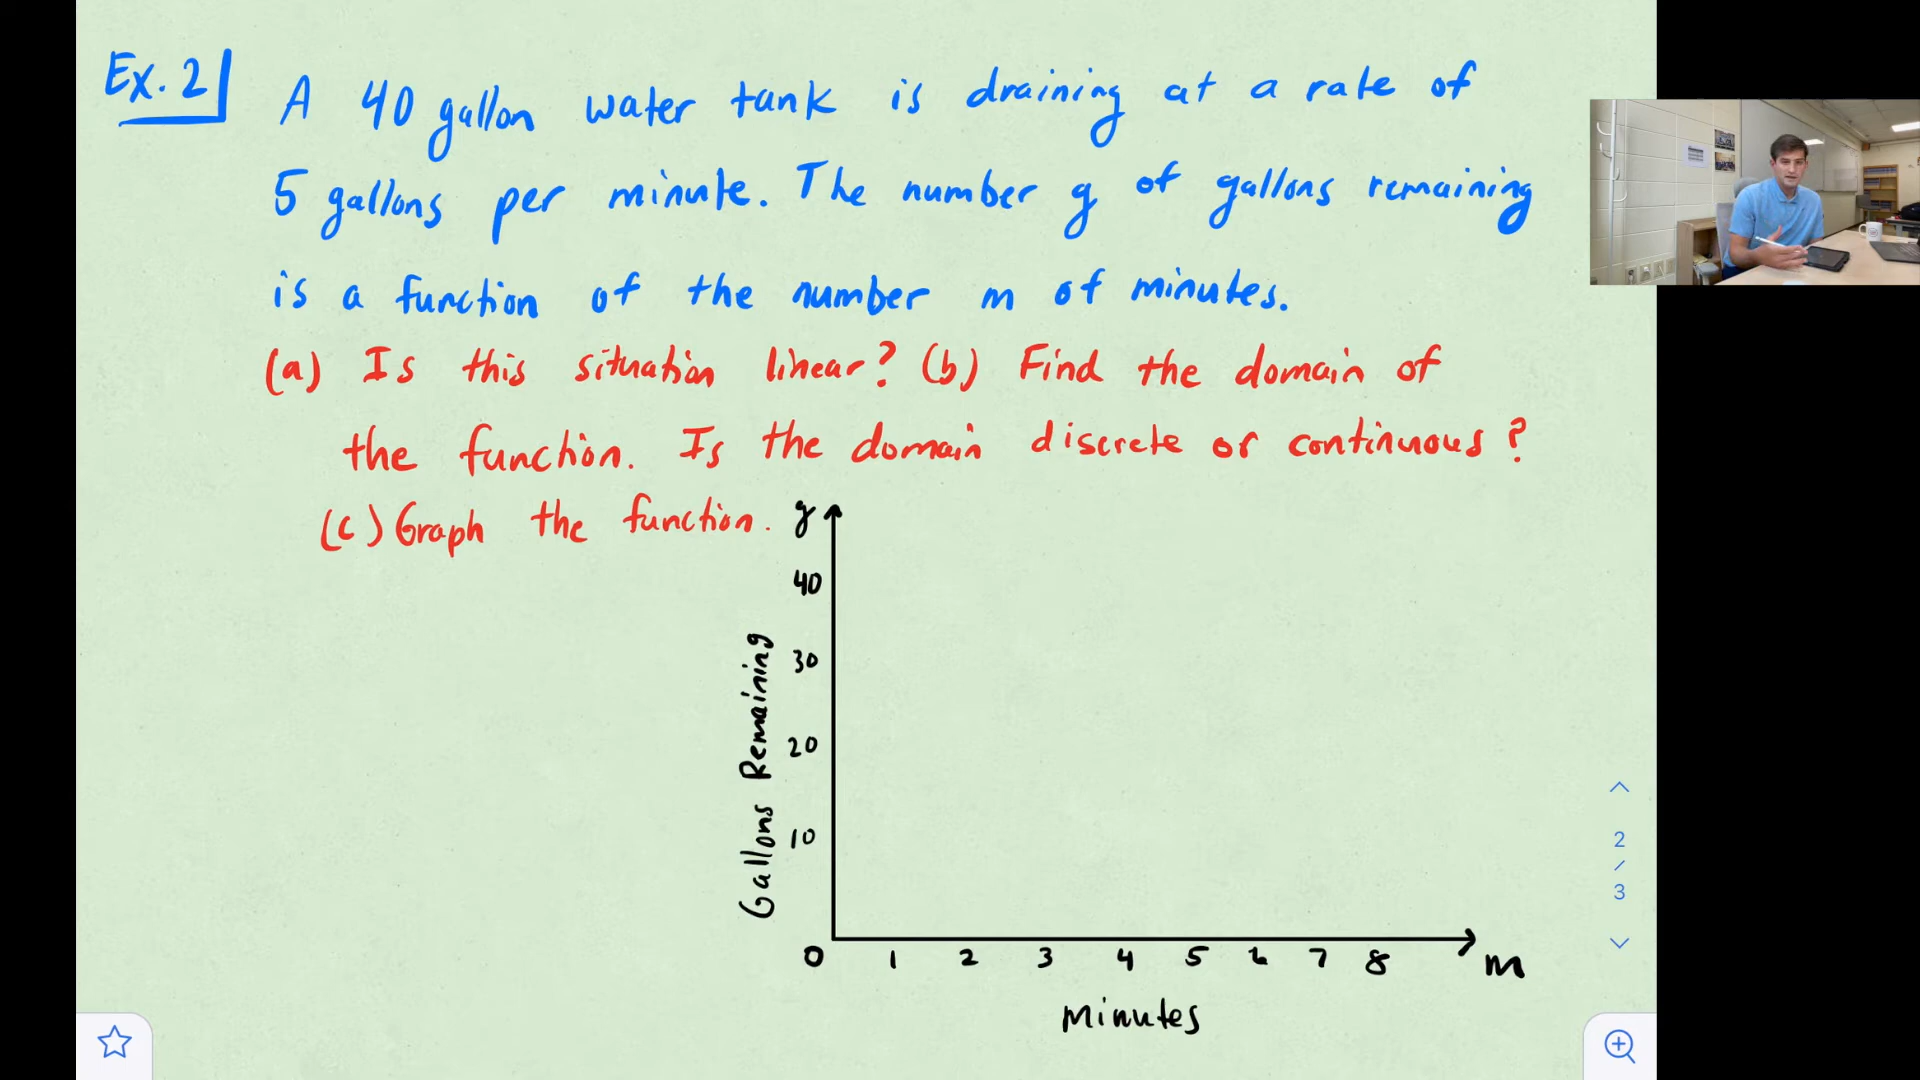 Ex. 2 A 40 gallon water tank is draining at a rate of
5 gallons per minute. The number g of gallons remaining
is a function of the number m of minutes.
(a) Is this situation linear? (b) Find the domain of
the function. Is the domain discrete or continuous?
(c) Graph the function.
g
40
30
20
10
Gallons Remaining
0 1 2 3 4 5 6 7 8
m
minutes
2
/
3